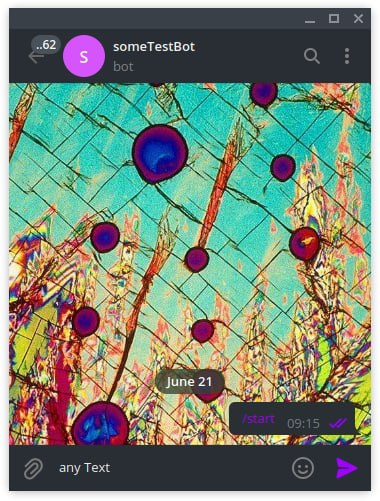 ..62
S
someTestBot
bot
June 21
/start
09:15
any Text